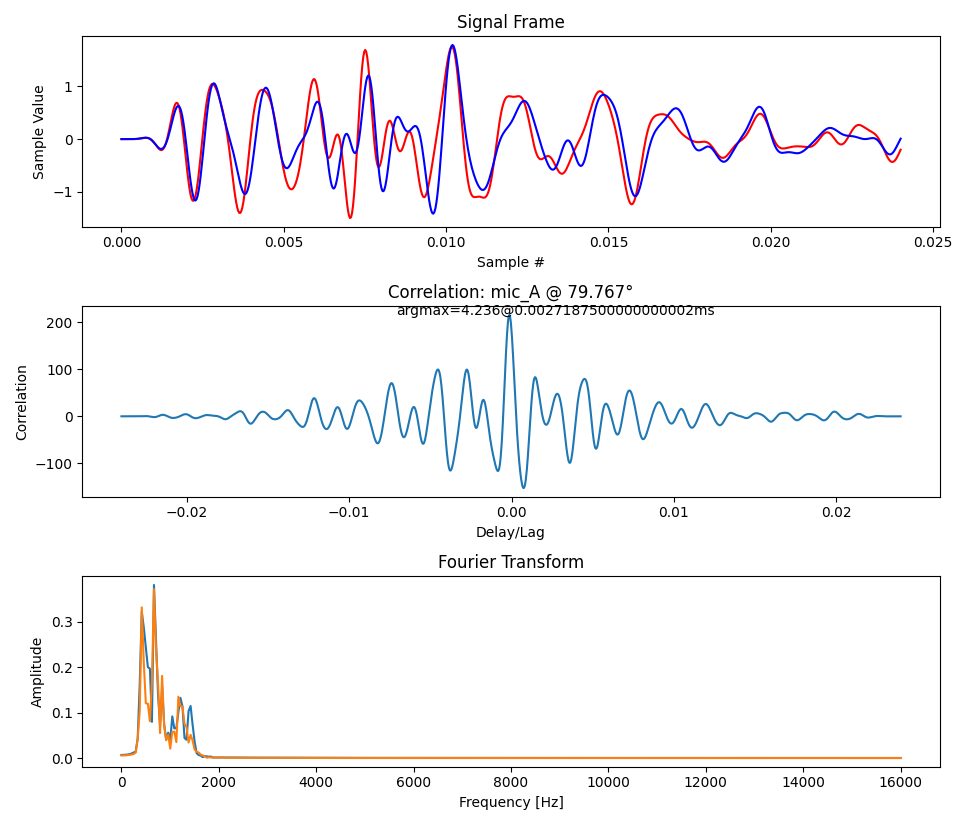 Signal Frame
Sample Value
1
0
−1
0.000 0.005 0.010 0.015 0.020 0.025
Sample #
Correlation: mic_A @ 79.767°
argmax=4.236@0.0027187500000000002ms
Correlation
200
100
0
−100
−0.02 −0.01 0.00 0.01 0.02
Delay/Lag
Fourier Transform
Amplitude
0.3
0.2
0.1
0.0
0 2000 4000 6000 8000 10000 12000 14000 16000
Frequency [Hz]